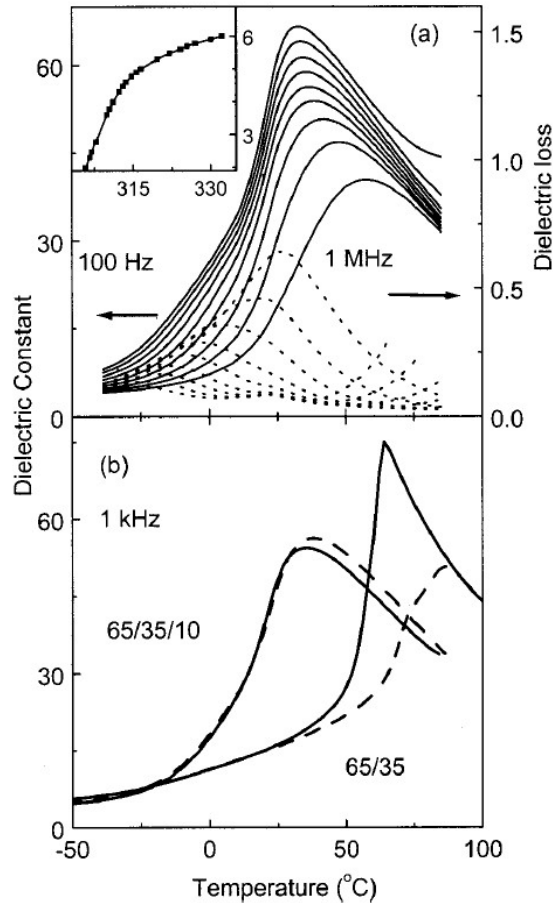 (a)
60
30
0
6
3
315
330
1.5
1.0
0.5
0.0
100 Hz
1 MHz
Dielectric Constant
Dielectric loss
(b)
1 kHz
60
30
0
65/35/10
65/35
-50
0
50
100
Temperature (°C)